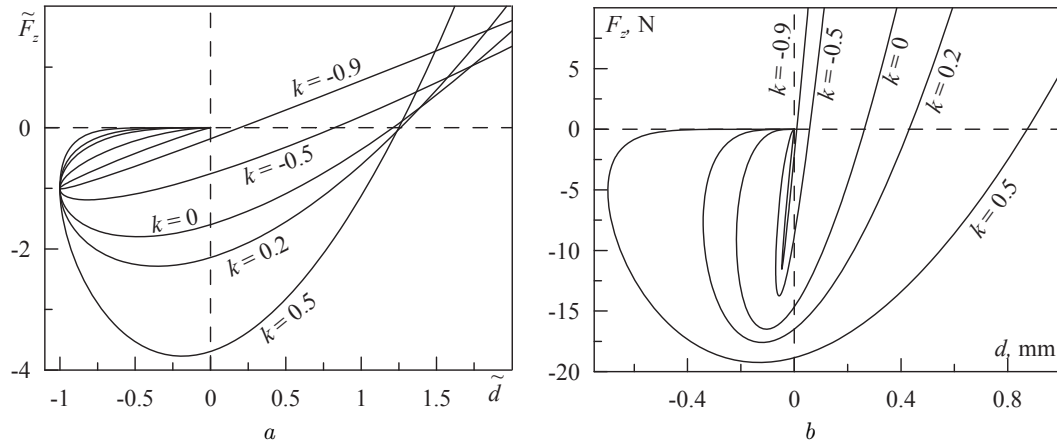 F̃z
0
-2
-4
k = -0.9
k = -0.5
k = 0
k = 0.2
k = 0.5
-1 -0.5 0 0.5 1 1.5 d̃
a
Fz, N
5
0
-5
-10
-15
-20
k = -0.9
k = -0.5
k = 0
k = 0.2
k = 0.5
d, mm
-0.4 0 0.4 0.8
b